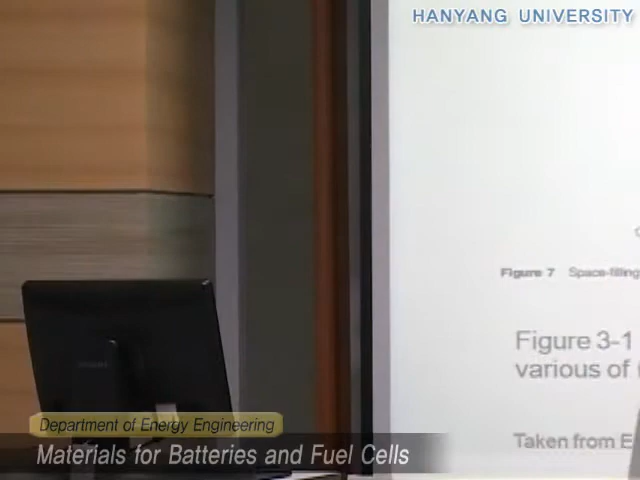 HANYANG UNIVERSITY
Figure 7 Space-filling
Figure 3-1
various of
Taken from E
Department of Energy Engineering
Materials for Batteries and Fuel Cells